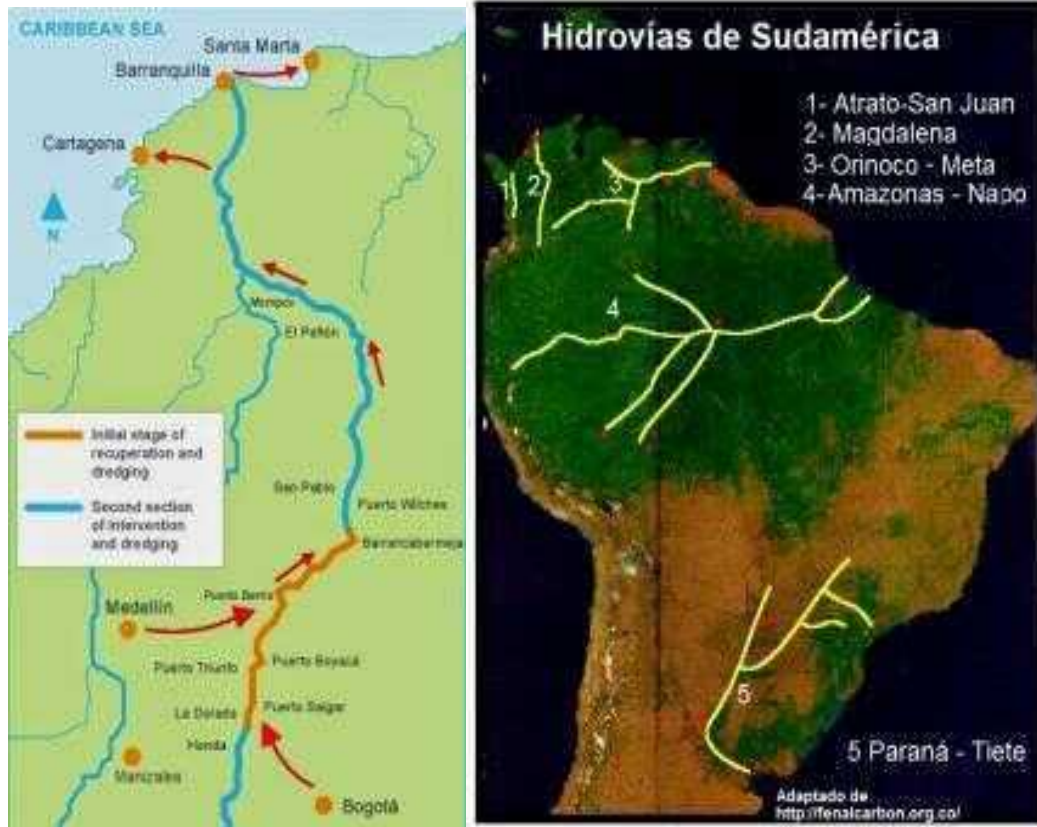 CARIBBEAN SEA
Santa Marta
Barranquilla
Cartagena
N
Mompox
El Peñón
Initial stage of
recuperation and
dredging
Second section
of intervention
and dredging
San Pablo
Puerto Wilches
Barrancabermeja
Puerto Berrio
Medellín
Puerto Triunfo
Puerto Boyacá
La Dorada
Puerto Salgar
Honda
Manizales
Bogotá
Hidrovías de Sudamérica
1- Atrato-San Juan
2- Magdalena
3- Orinoco - Meta
4- Amazonas - Napo
1
2
3
4
5
5 Paraná - Tiete
Adaptado de
http://fenalcarbon.org.co/